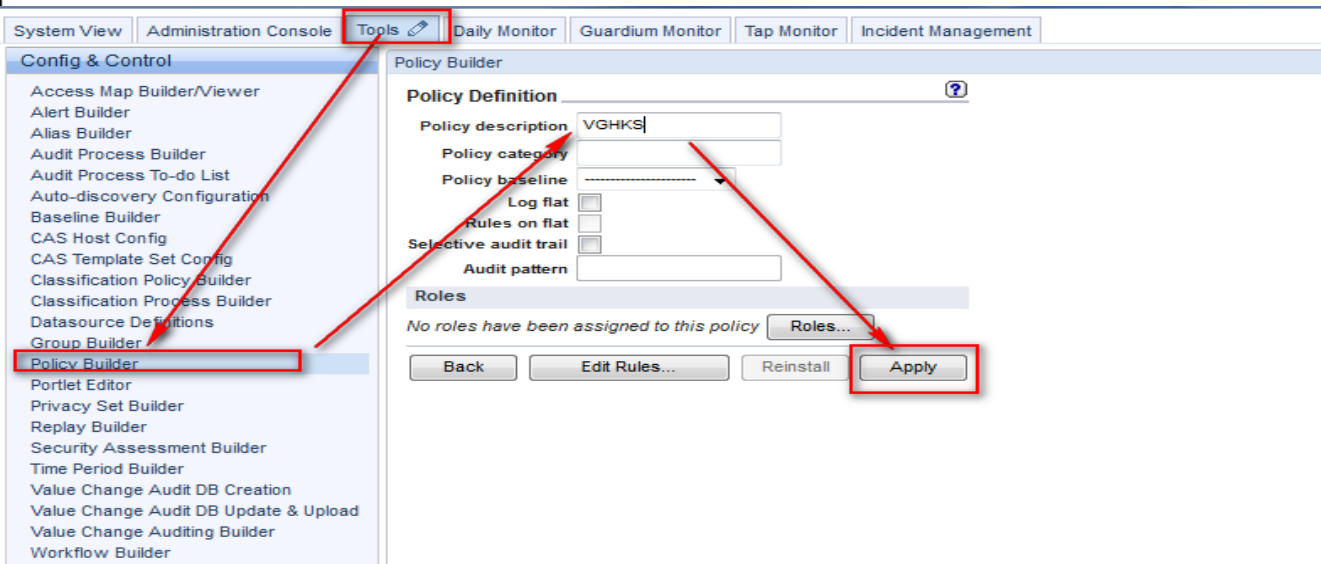 System View Administration Console Tools Daily Monitor Guardium Monitor Tap Monitor Incident Management
Config & Control
Access Map Builder/Viewer
Alert Builder
Alias Builder
Audit Process Builder
Audit Process To-do List
Auto-discovery Configuration
Baseline Builder
CAS Host Config
CAS Template Set Config
Classification Policy Builder
Classification Process Builder
Datasource Definitions
Group Builder
Policy Builder
Portlet Editor
Privacy Set Builder
Replay Builder
Security Assessment Builder
Time Period Builder
Value Change Audit DB Creation
Value Change Audit DB Update & Upload
Value Change Auditing Builder
Workflow Builder
Policy Builder
Policy Definition ?
Policy description VGHKS
Policy category
Policy baseline ----------------------
Log flat
Rules on flat
Selective audit trail
Audit pattern
Roles
No roles have been assigned to this policy Roles...
Back Edit Rules... Reinstall Apply